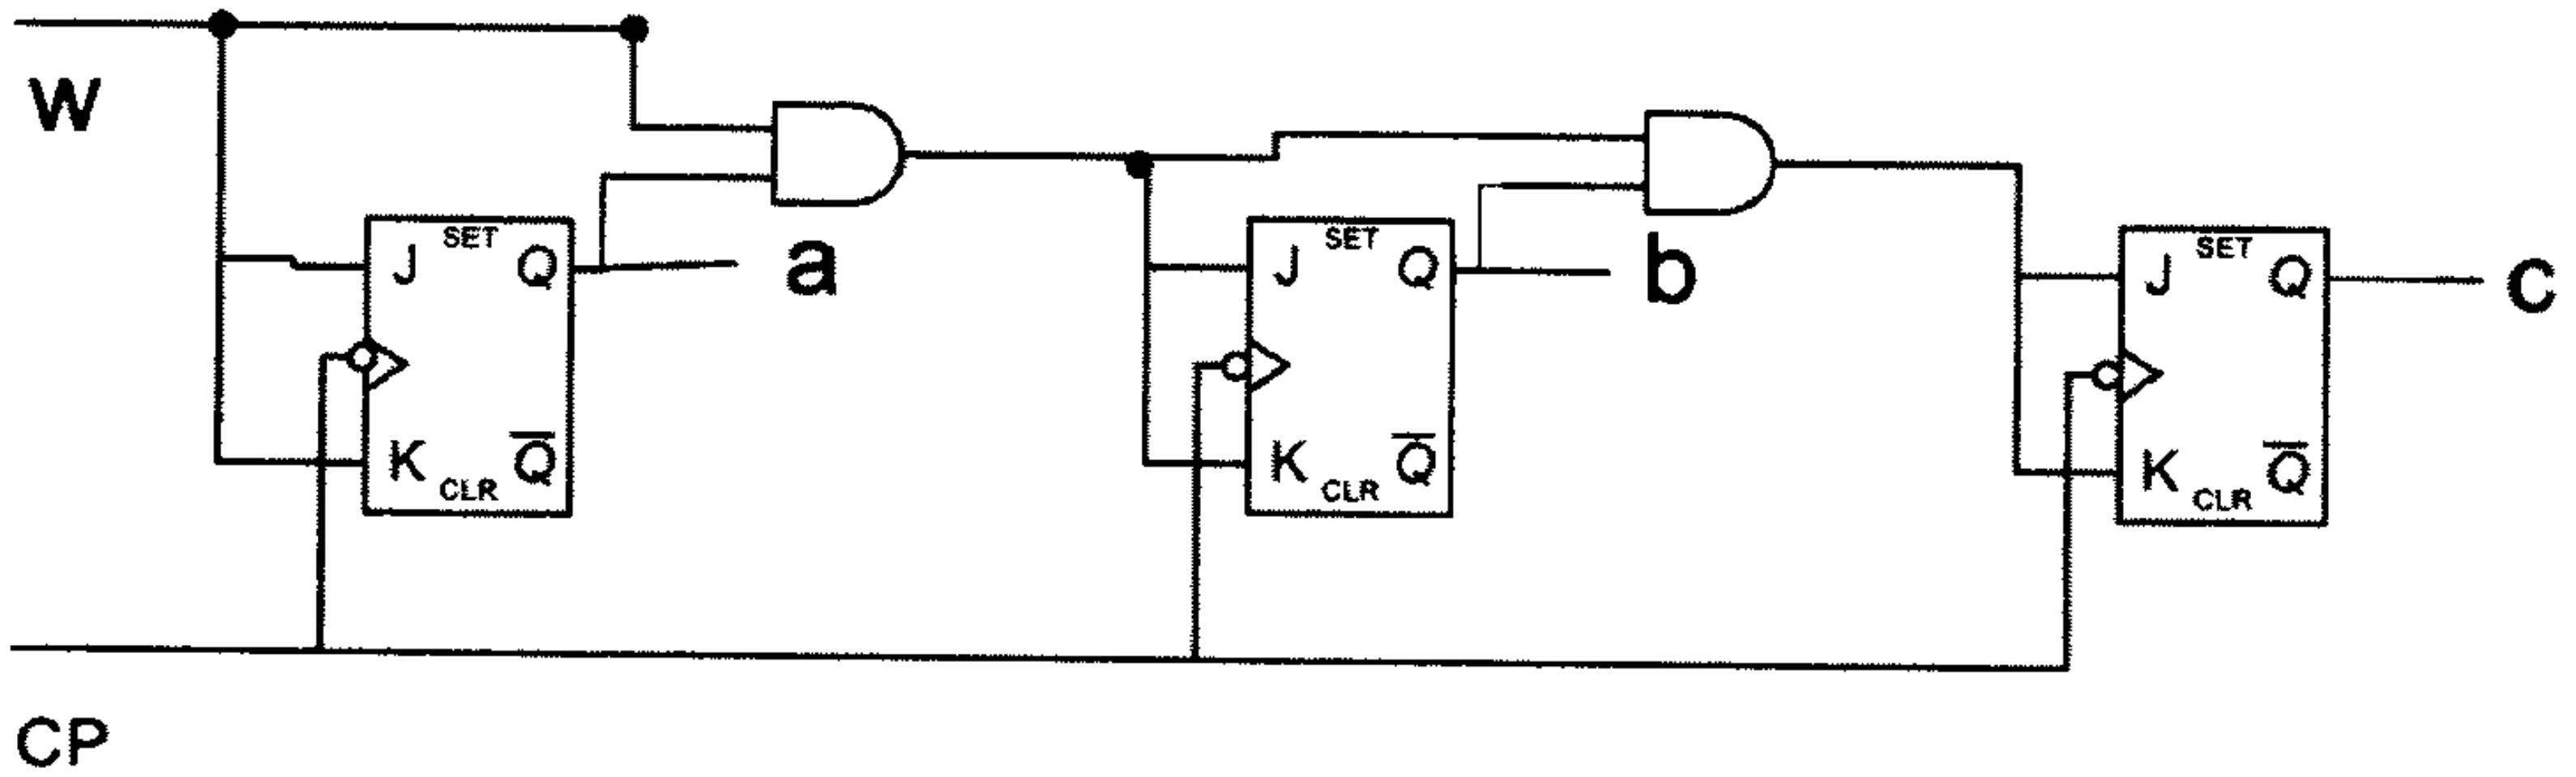 W
a
b
c
J SET Q
K CLR Q̅
J SET Q
K CLR Q̅
J SET Q
K CLR Q̅
CP